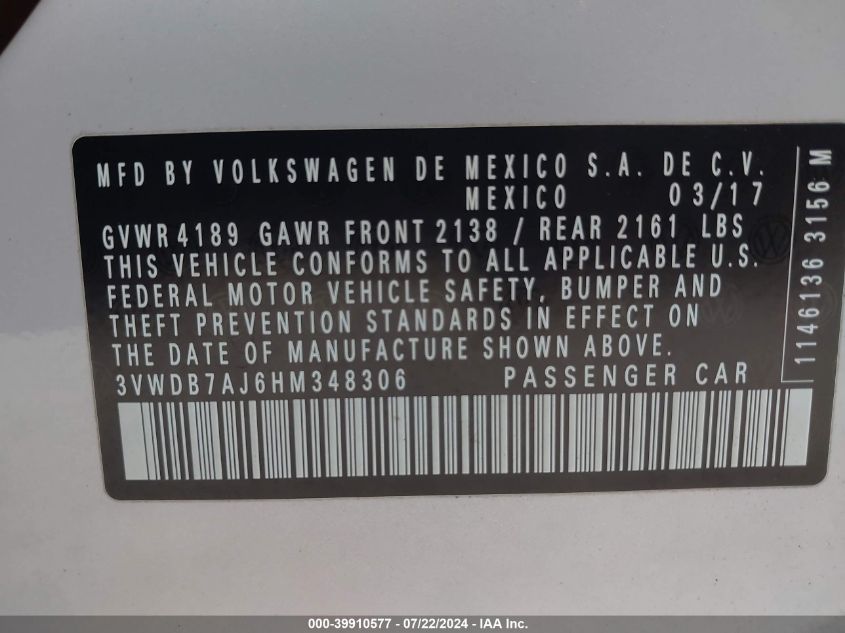 MFD BY VOLKSWAGEN DE MEXICO S.A. DE C.V.
MEXICO 03/17
GVWR 4189 GAWR FRONT 2138 / REAR 2161 LBS
THIS VEHICLE CONFORMS TO ALL APPLICABLE U.S.
FEDERAL MOTOR VEHICLE SAFETY, BUMPER AND
THEFT PREVENTION STANDARDS IN EFFECT ON
THE DATE OF MANUFACTURE SHOWN ABOVE.
3VWDB7AJ6HM348306 PASSENGER CAR
1146136 3156 M
000-39910577 - 07/22/2024 - IAA Inc.